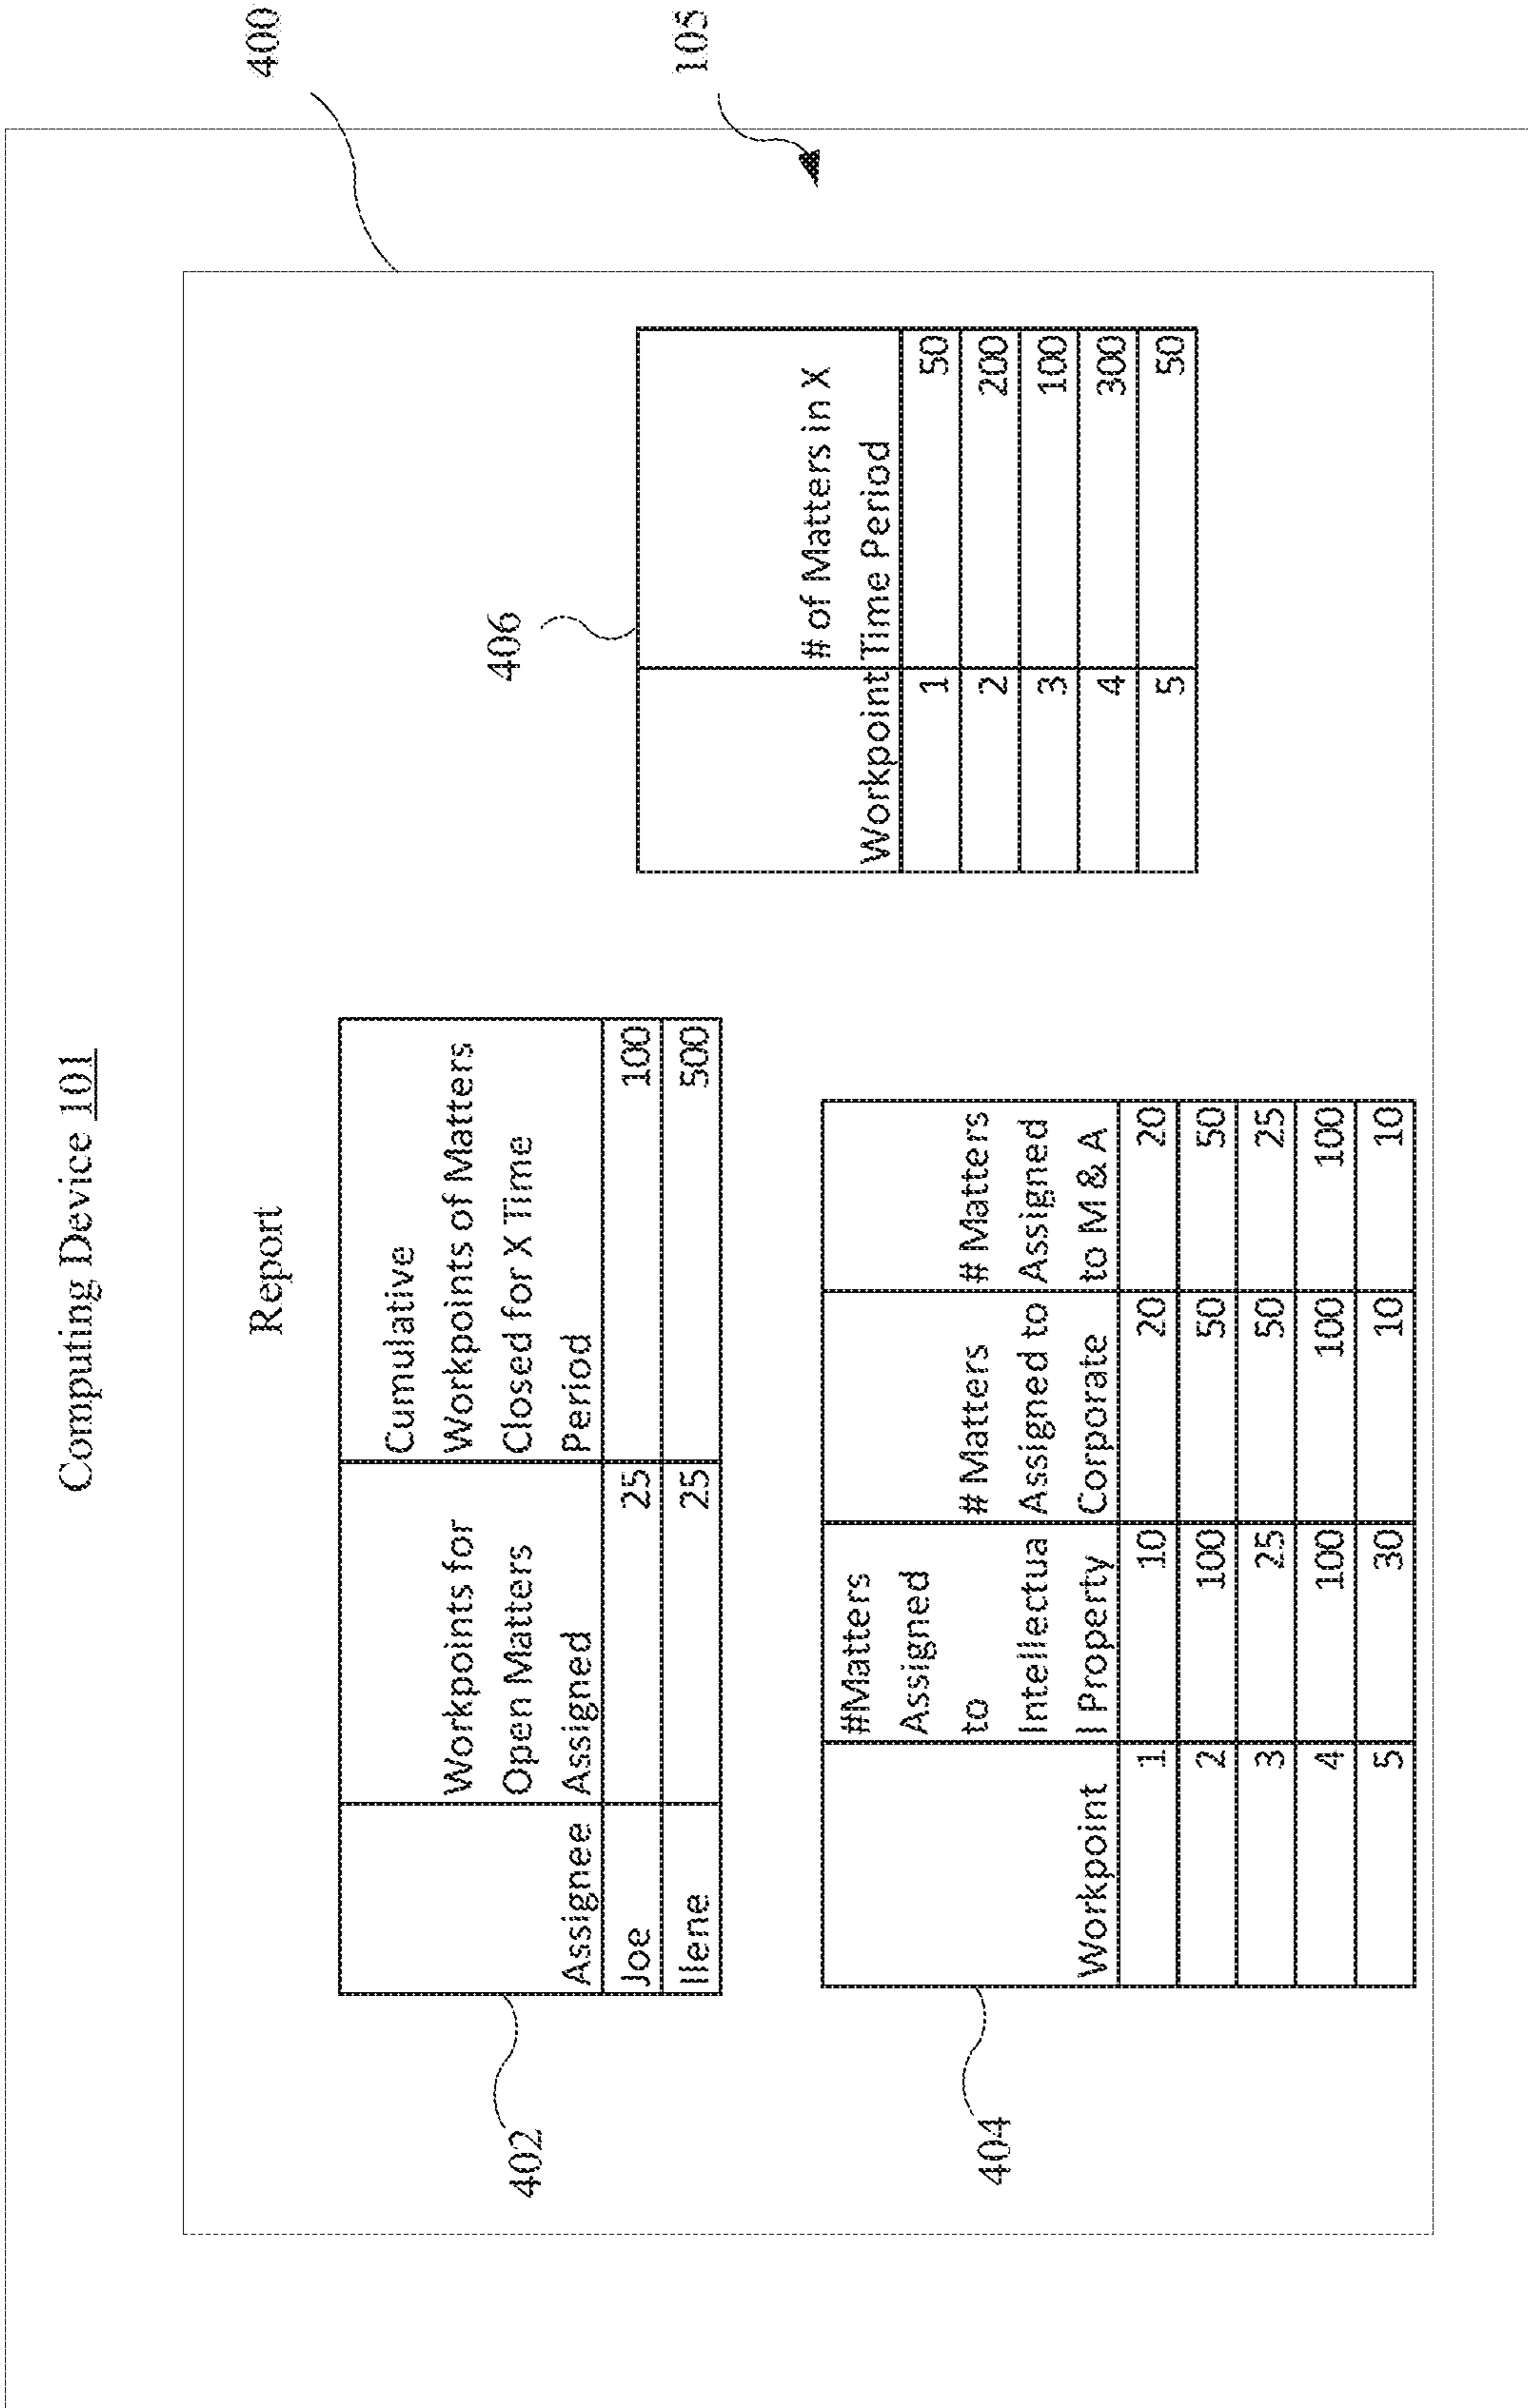 Computing Device 101
Report
400
105
402
Assignee
Workpoints for
Open Matters
Assigned
Cumulative
Workpoints of Matters
Closed for X Time
Period
Joe 25 100
Ilene 25 500
406
Workpoint
# of Matters in X
Time Period
1 50
2 200
3 100
4 300
5 50
404
Workpoint
#Matters
Assigned
to
Intellectua
l Property
# Matters
Assigned to
Corporate
# Matters
Assigned
to M & A
1 10 20 20
2 100 50 50
3 25 50 25
4 100 100 100
5 30 10 10